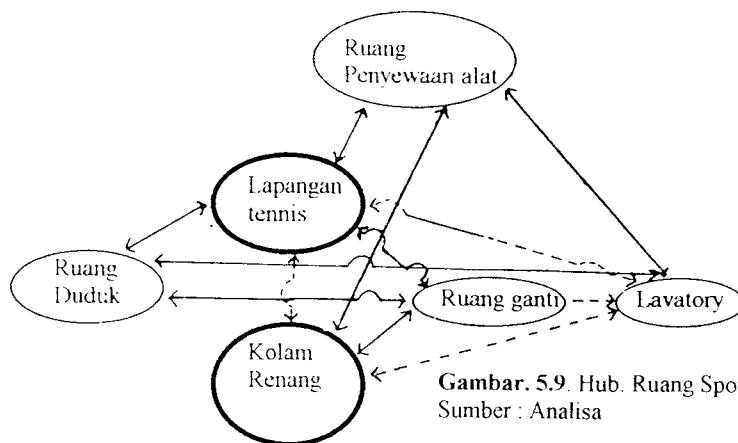 Ruang
Penyewaan alat
Lapangan
tennis
Ruang
Duduk
Ruang ganti
Lavatory
Kolam
Renang
Gambar. 5.9. Hub. Ruang Spo
Sumber : Analisa